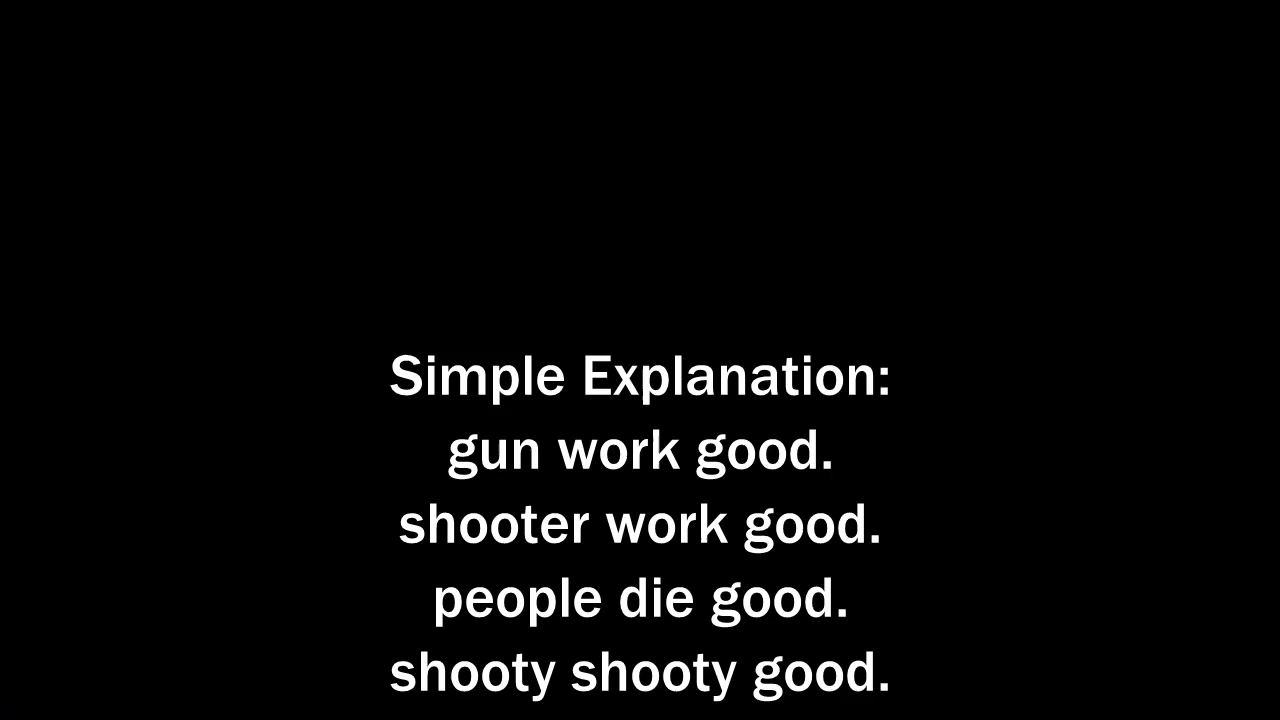 Simple Explanation:
gun work good.
shooter work good.
people die good.
shooty shooty good.